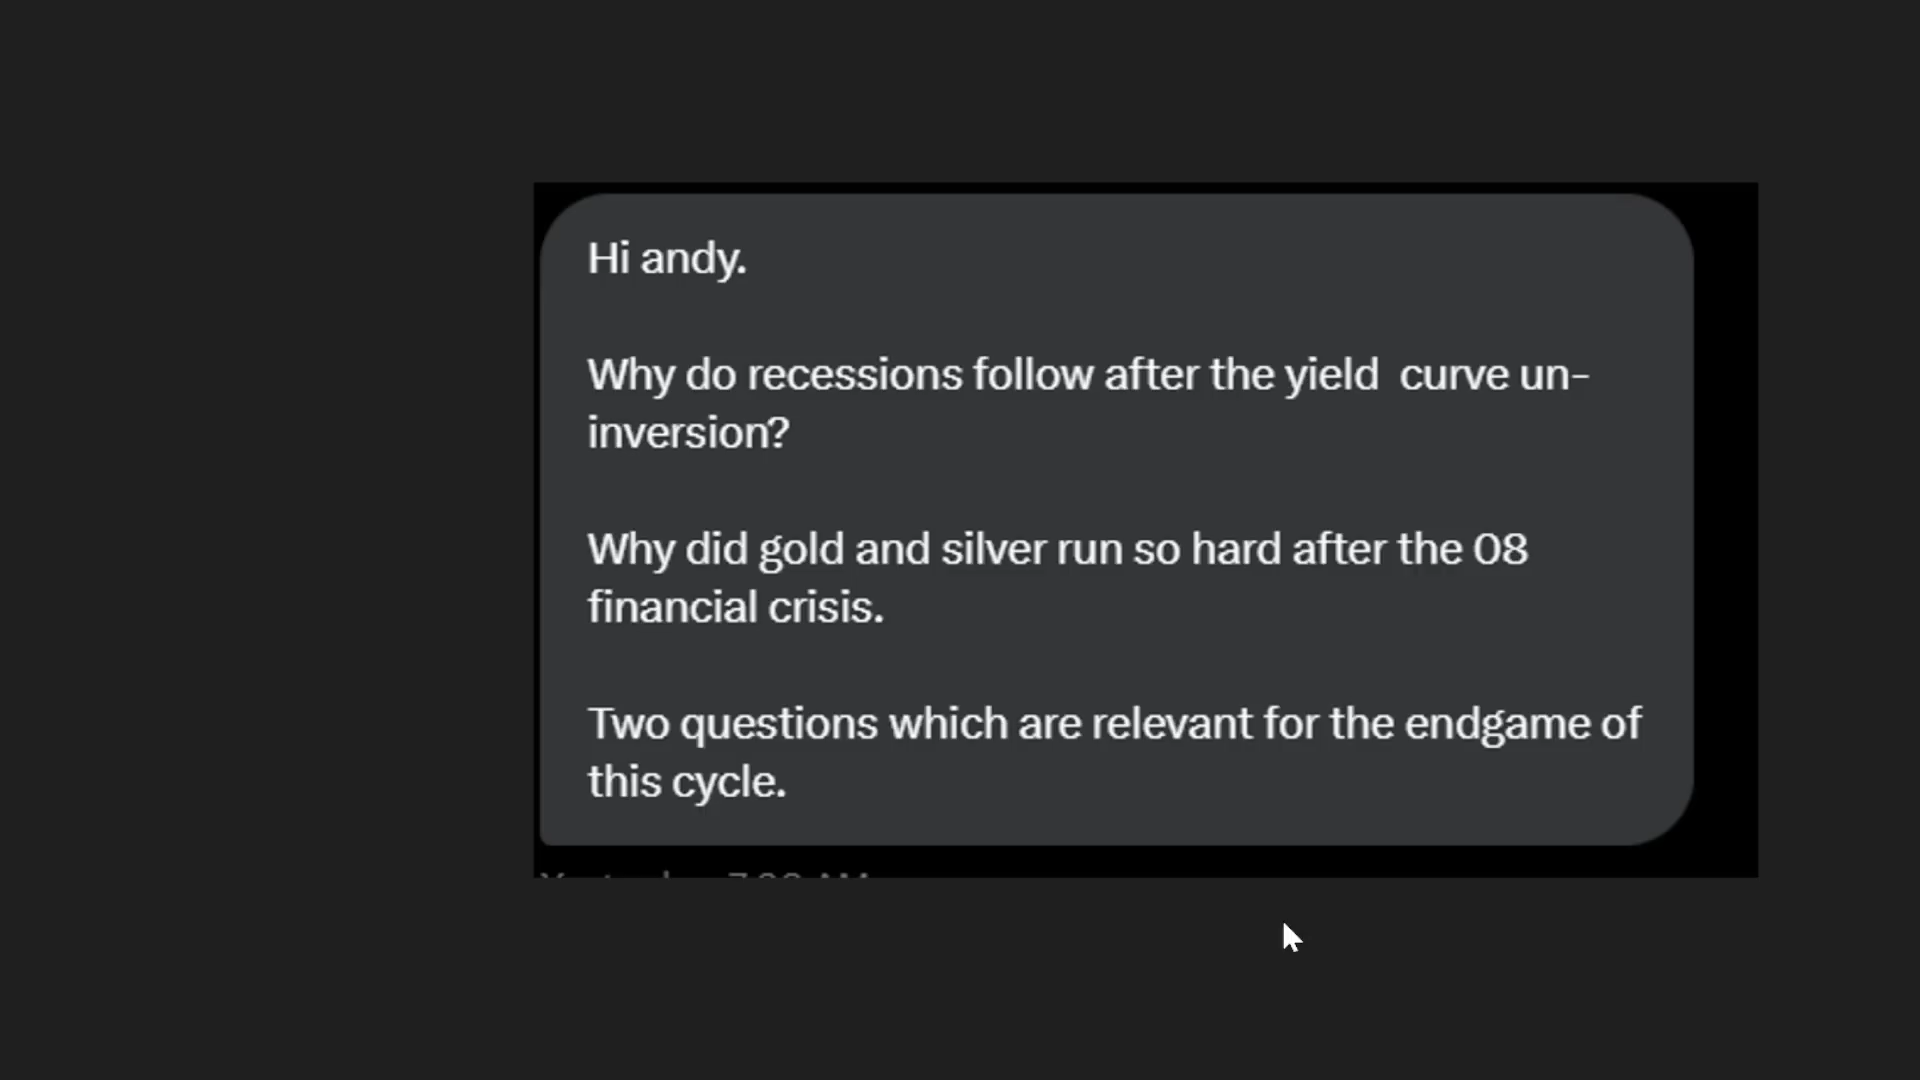 Hi andy.
Why do recessions follow after the yield  curve un-
inversion?
Why did gold and silver run so hard after the 08
financial crisis.
Two questions which are relevant for the endgame of
this cycle.